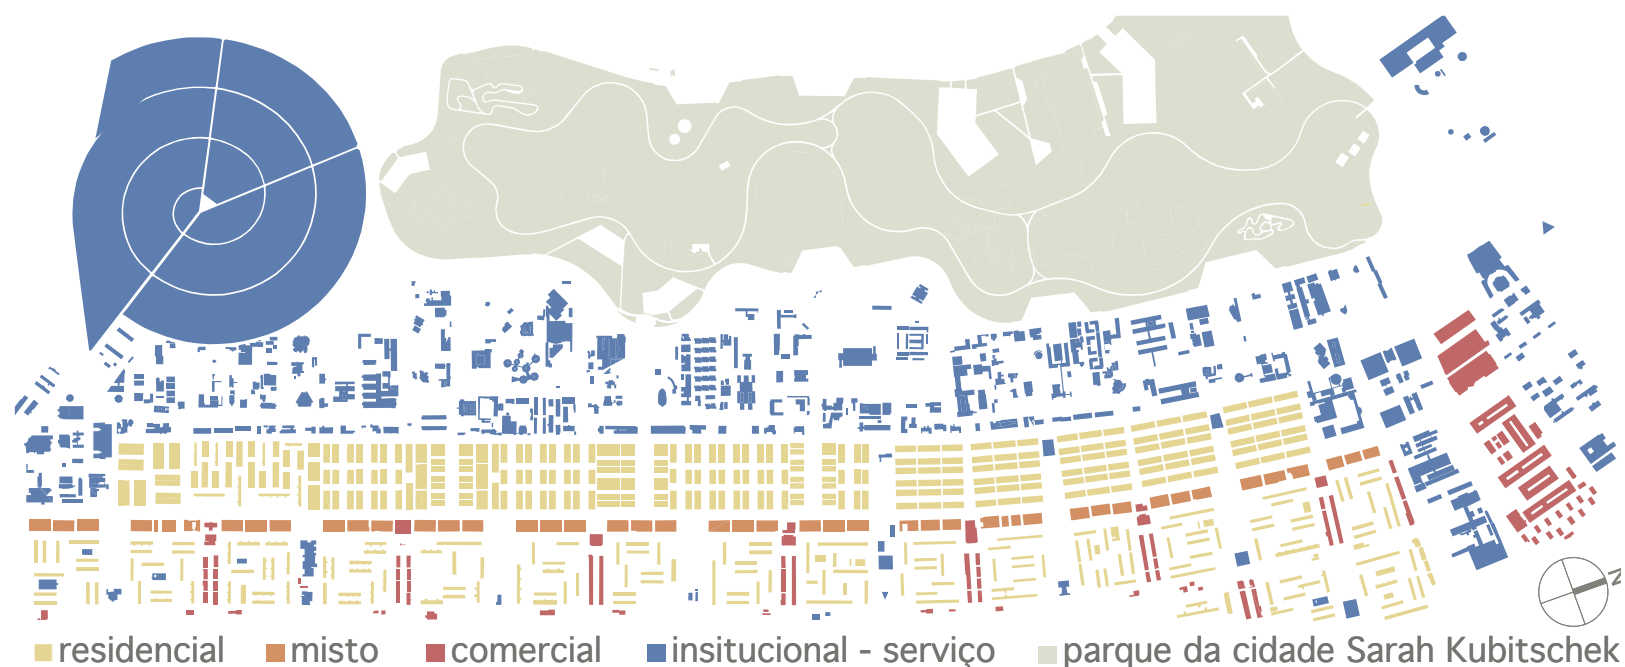 N
residencial
misto
comercial
insitucional - serviço
parque da cidade Sarah Kubitschek